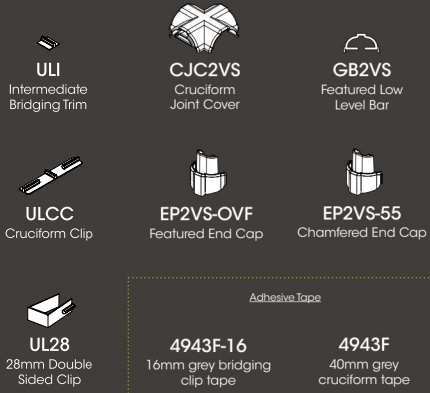 ULI
Intermediate
Bridging Trim
CJC2VS
Cruciform
Joint Cover
GB2VS
Featured Low
Level Bar
ULCC
Cruciform Clip
EP2VS-OVF
Featured End Cap
EP2VS-55
Chamfered End Cap
UL28
28mm Double
Sided Clip
Adhesive Tape
4943F-16
16mm grey bridging
clip tape
4943F
40mm grey
cruciform tape